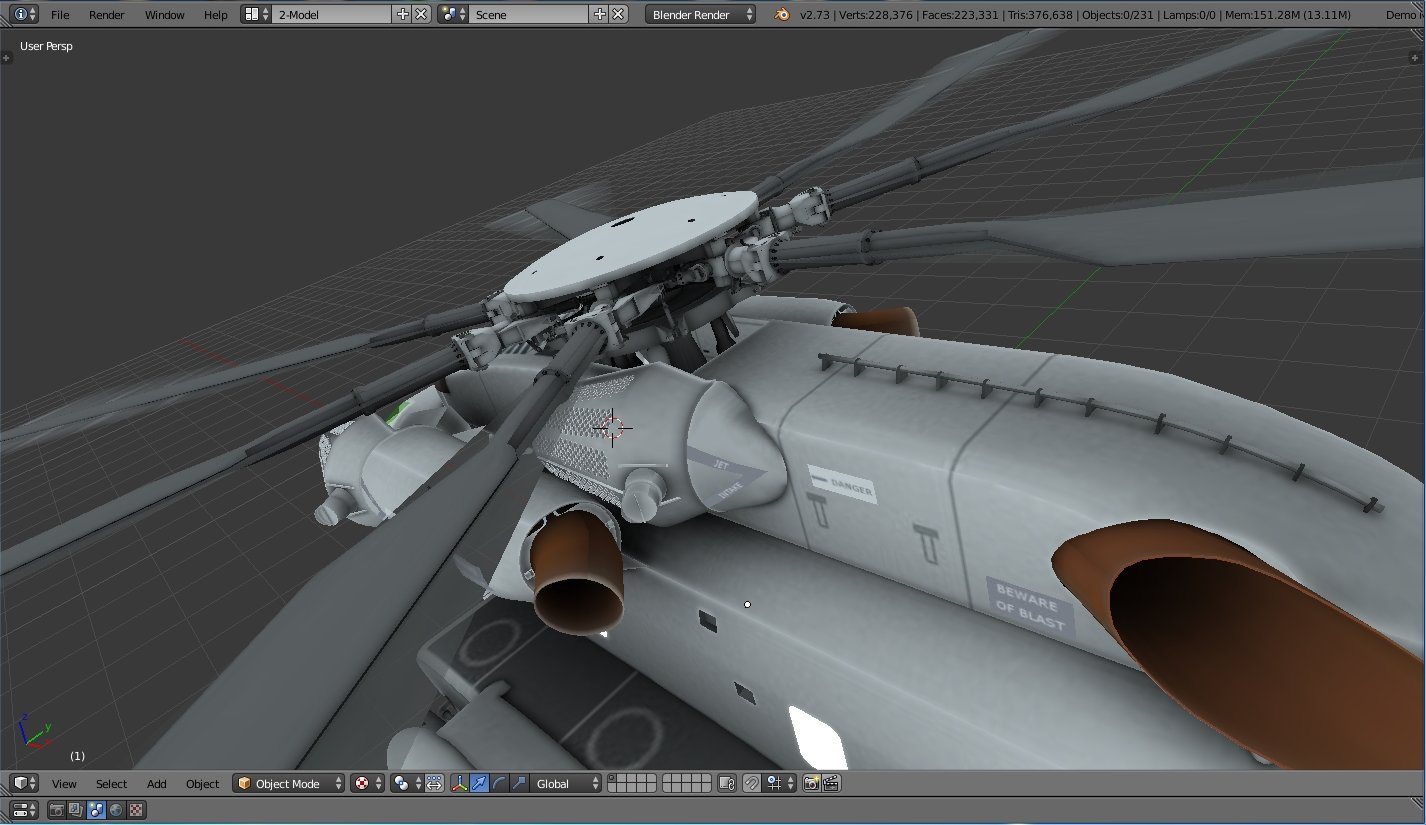 File Render Window Help 2-Model Scene Blender Render v2.73 | Verts:228,376 | Faces:223,331 | Tris:376,638 | Objects:0/231 | Lamps:0/0 | Mem:151.28M (13.11M) Demo
User Persp
JET
INTAKE
DANGER
BEWARE
OF BLAST
z
y
(1)
View Select Add Object Object Mode Global